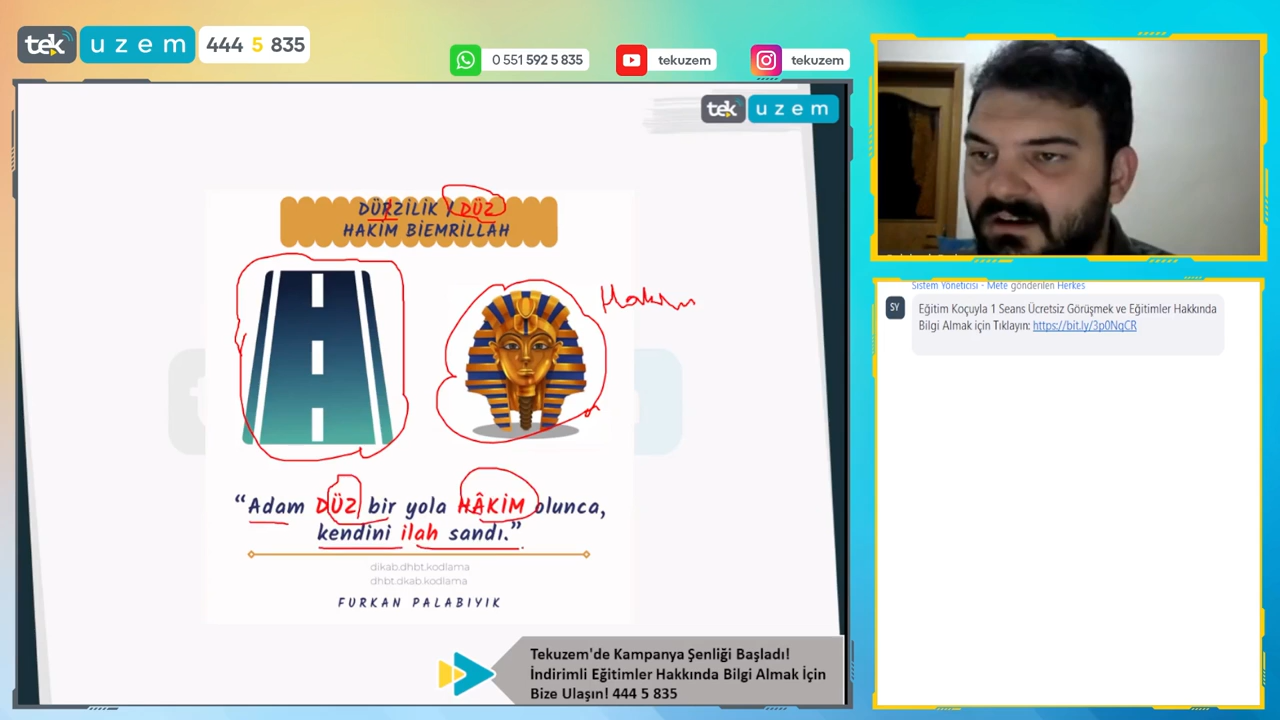 tek uzem 444 5 835
0 551 592 5 835
tekuzem
tekuzem
tek uzem
DÜRZİLİK / DÜZ
HAKİM BİEMRİLLAH
Hakim
“Adam DÜZ bir yola HÂKİM olunca,
kendini ilah sandı.”
dikab.dhbt.kodlama
dhbt.dkab.kodlama
FURKAN PALABIYIK
Tekuzem'de Kampanya Şenliği Başladı!
İndirimli Eğitimler Hakkında Bilgi Almak İçin
Bize Ulaşın! 444 5 835
Sistem Yöneticisi - Mete gönderilen Herkes
SY
Eğitim Koçuyla 1 Seans Ücretsiz Görüşmek ve Eğitimler Hakkında
Bilgi Almak için Tıklayın: https://bit.ly/3p0NqCR